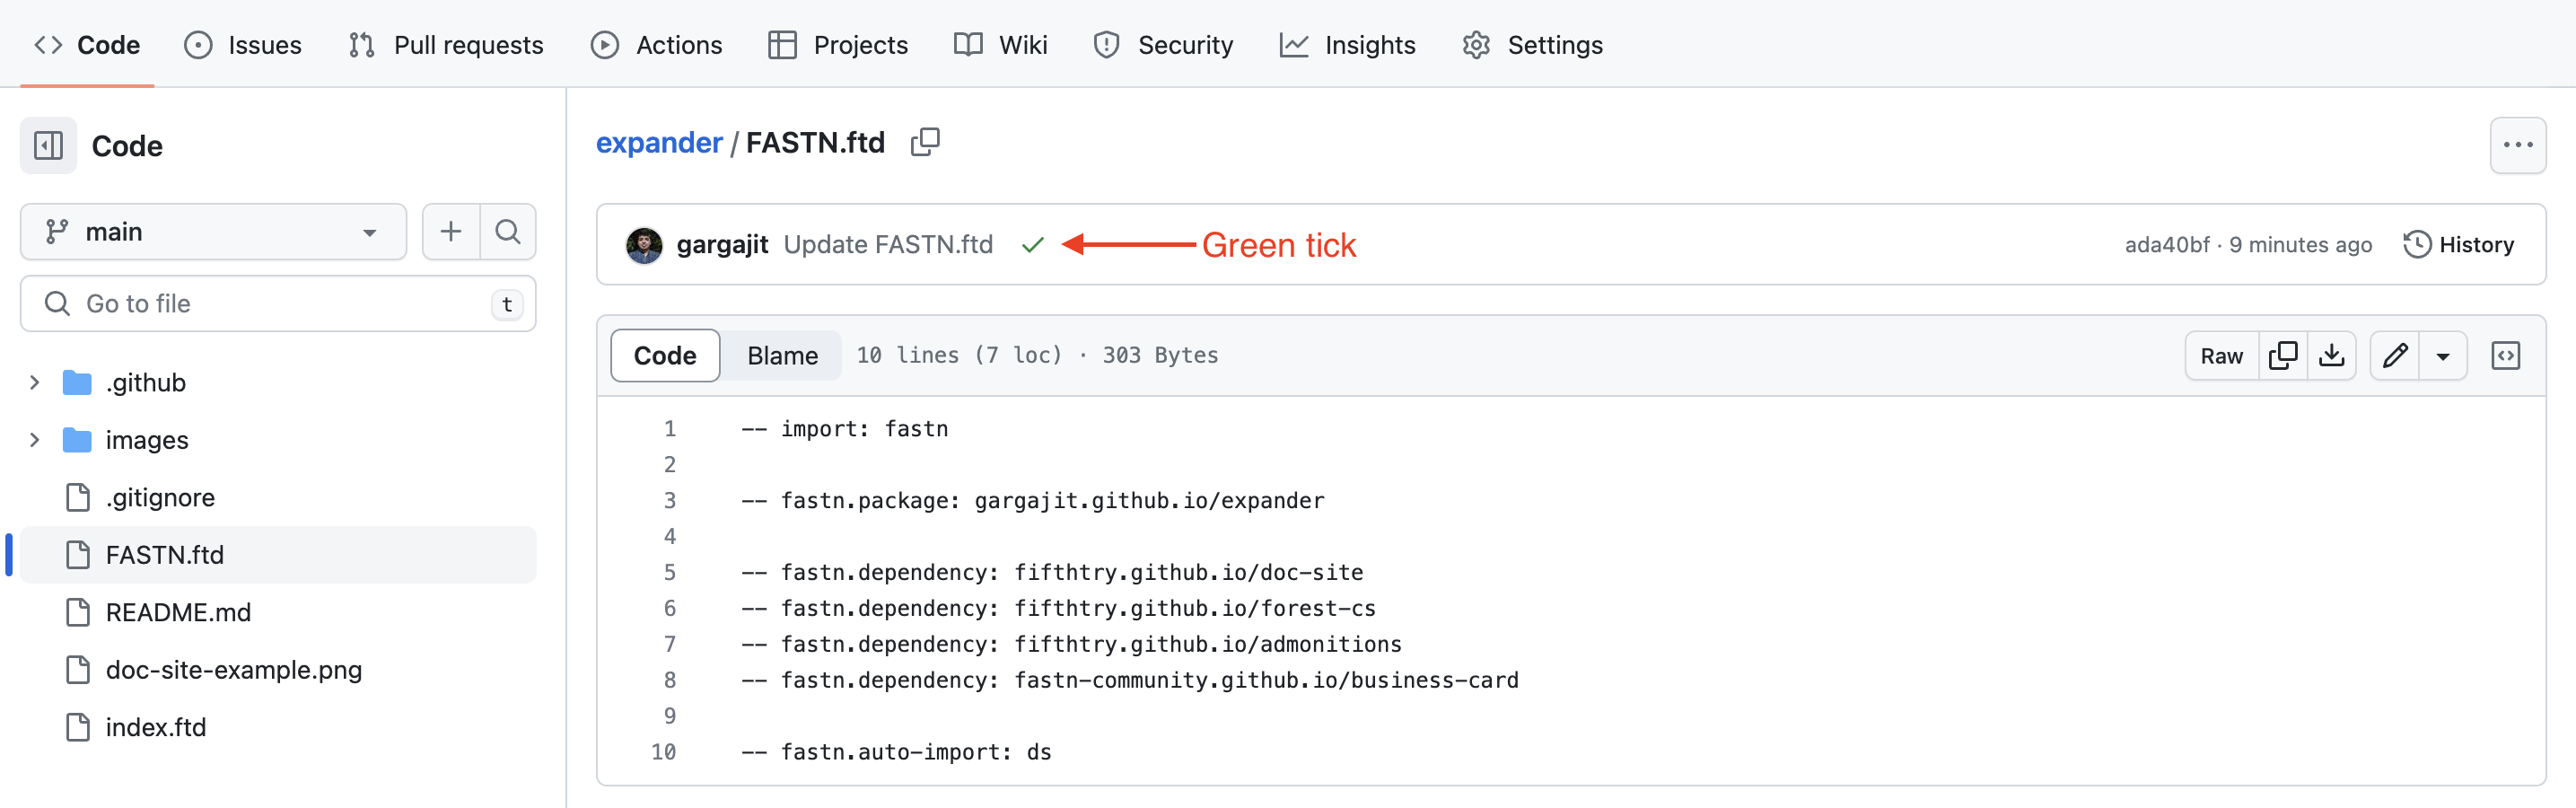 Code Issues Pull requests Actions Projects Wiki Security Insights Settings
Code
main
Go to file t
.github
images
.gitignore
FASTN.ftd
README.md
doc-site-example.png
index.ftd
expander / FASTN.ftd
gargajit Update FASTN.ftd Green tick ada40bf · 9 minutes ago History
Code Blame 10 lines (7 loc) · 303 Bytes Raw
1 -- import: fastn
2
3 -- fastn.package: gargajit.github.io/expander
4
5 -- fastn.dependency: fifthtry.github.io/doc-site
6 -- fastn.dependency: fifthtry.github.io/forest-cs
7 -- fastn.dependency: fifthtry.github.io/admonitions
8 -- fastn.dependency: fastn-community.github.io/business-card
9
10 -- fastn.auto-import: ds